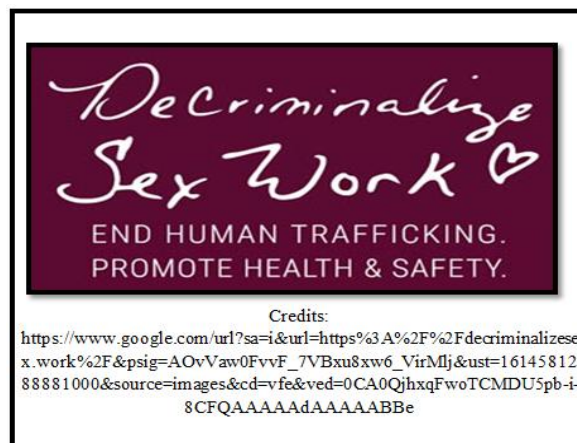 Decriminalize
Sex Work
END HUMAN TRAFFICKING.
PROMOTE HEALTH & SAFETY.
Credits:
https://www.google.com/url?sa=i&url=https%3A%2F%2Fdecriminalizese
x.work%2F&psig=AOvVaw0FvvF_7VBxu8xw6_VirMlj&ust=16145812
88881000&source=images&cd=vfe&ved=0CA0QjhxqFwoTCMDU5pb-i-
8CFQAAAAAdAAAAABBe